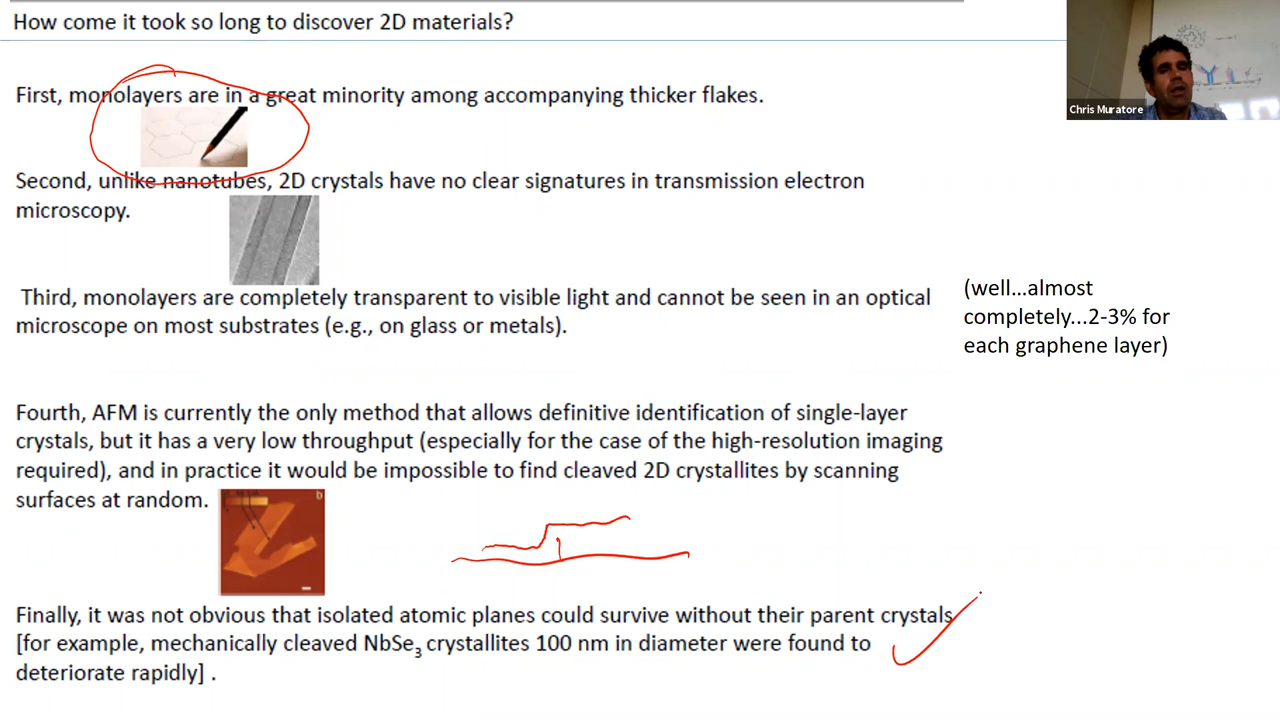 How come it took so long to discover 2D materials?
Chris Muratore
First, monolayers are in a great minority among accompanying thicker flakes.
Second, unlike nanotubes, 2D crystals have no clear signatures in transmission electron
microscopy.
Third, monolayers are completely transparent to visible light and cannot be seen in an optical
microscope on most substrates (e.g., on glass or metals).
(well...almost
completely...2-3% for
each graphene layer)
Fourth, AFM is currently the only method that allows definitive identification of single-layer
crystals, but it has a very low throughput (especially for the case of the high-resolution imaging
required), and in practice it would be impossible to find cleaved 2D crystallites by scanning
surfaces at random.
b
Finally, it was not obvious that isolated atomic planes could survive without their parent crystals
[for example, mechanically cleaved NbSe₃ crystallites 100 nm in diameter were found to
deteriorate rapidly] .